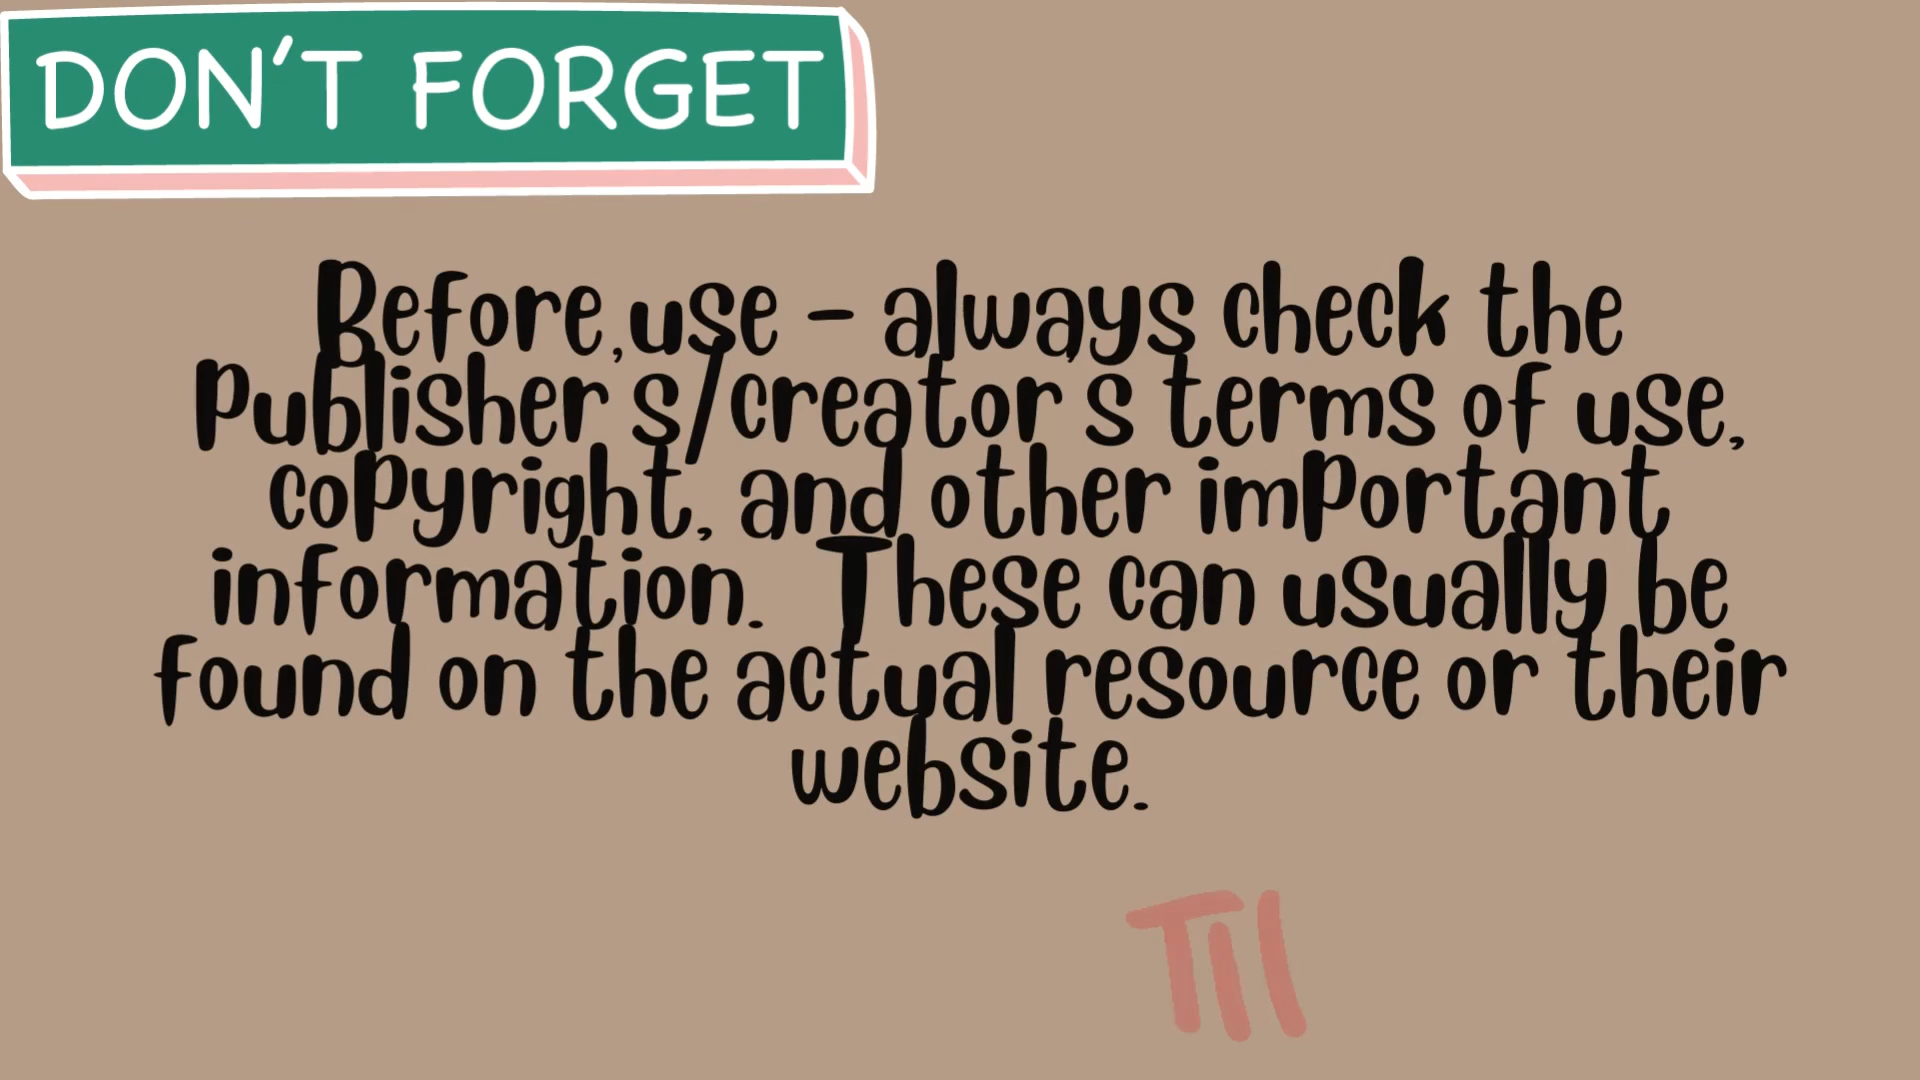 DON'T FORGET
Before use - always check the
publisher's/creator's terms of use,
copyright, and other important
information. These can usually be
found on the actual resource or their
website.